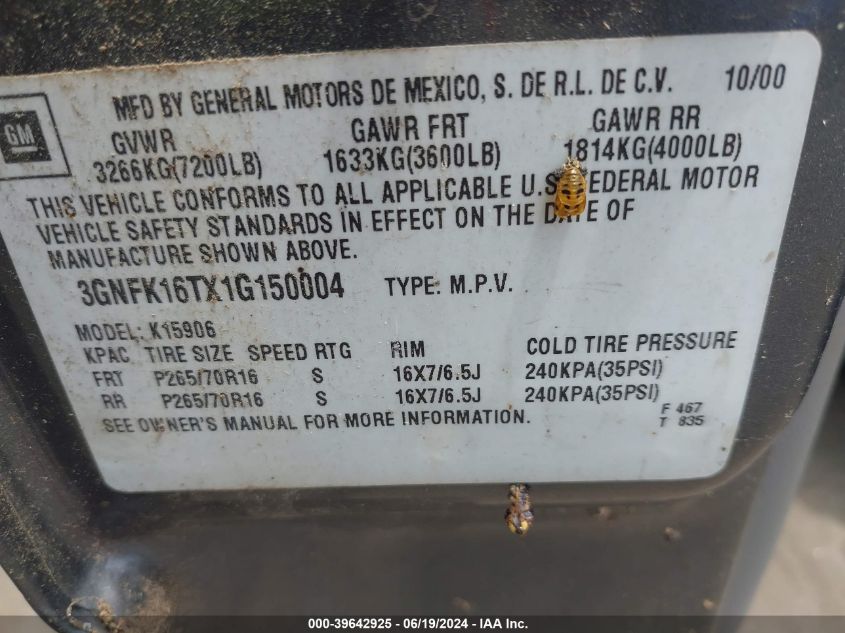 MFD BY GENERAL MOTORS DE MEXICO, S. DE R.L. DE C.V. 10/00
GM
GVWR GAWR FRT GAWR RR
3266KG(7200LB) 1633KG(3600LB) 1814KG(4000LB)
THIS VEHICLE CONFORMS TO ALL APPLICABLE U.S. FEDERAL MOTOR
VEHICLE SAFETY STANDARDS IN EFFECT ON THE DATE OF
MANUFACTURE SHOWN ABOVE.
3GNFK16TX1G150004 TYPE: M.P.V.
MODEL: K15906
KPAC TIRE SIZE SPEED RTG RIM COLD TIRE PRESSURE
FRT P265/70R16 S 16X7/6.5J 240KPA(35PSI)
RR P265/70R16 S 16X7/6.5J 240KPA(35PSI)
SEE OWNER'S MANUAL FOR MORE INFORMATION.
F 467
T 835
000-39642925 - 06/19/2024 - IAA Inc.